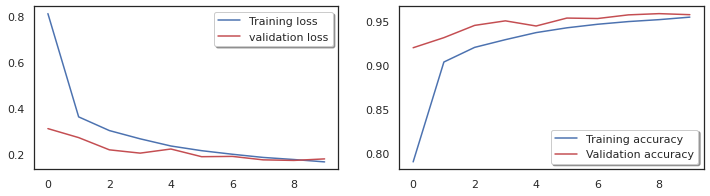 0.8
0.6
0.4
0.2
0 2 4 6 8
Training loss
validation loss
0.95
0.90
0.85
0.80
0 2 4 6 8
Training accuracy
Validation accuracy